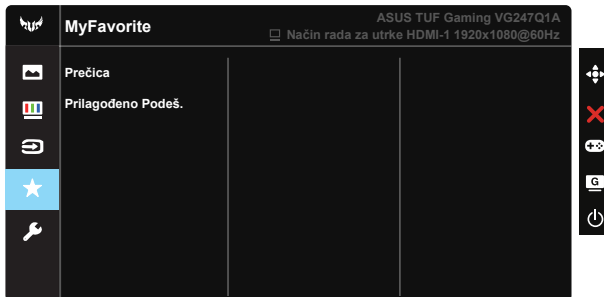 MyFavorite
ASUS TUF Gaming VG247Q1A
Način rada za utrke HDMI-1 1920x1080@60Hz
Prečica
Prilagođeno Podeš.
G